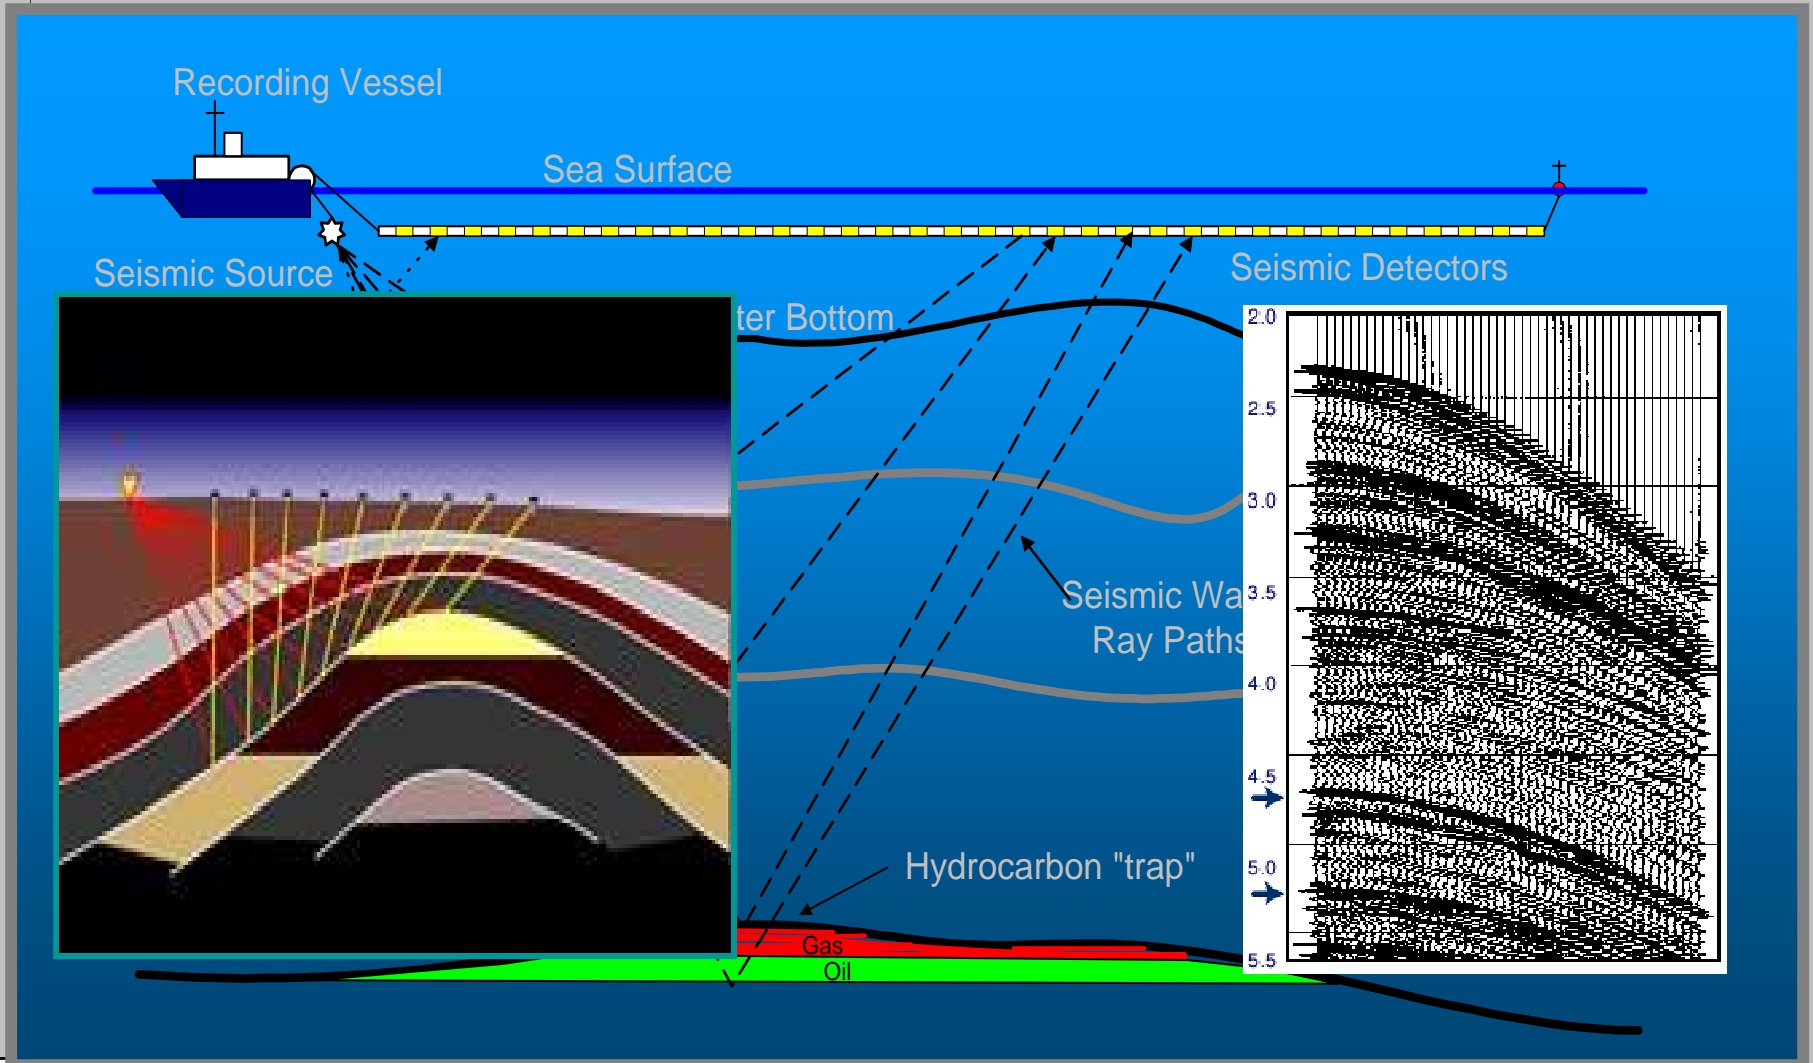 Recording Vessel
Sea Surface
Seismic Source
Seismic Detectors
ter Bottom
Seismic Wa
Ray Paths
Hydrocarbon "trap"
Gas
Oil
2.0
2.5
3.0
3.5
4.0
4.5
5.0
5.5